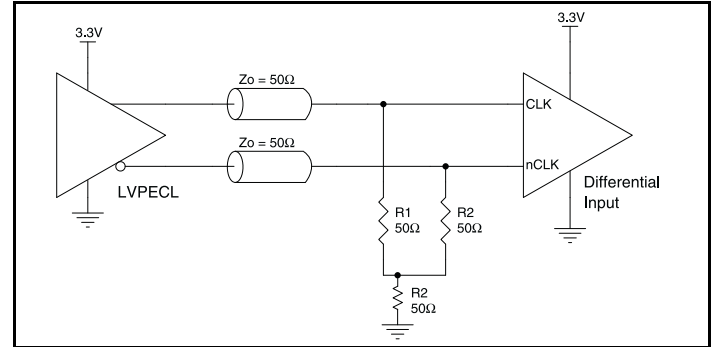 3.3V
3.3V
Zo = 50Ω
CLK
Zo = 50Ω
nCLK
LVPECL
Differential
Input
R1
50Ω
R2
50Ω
R2
50Ω